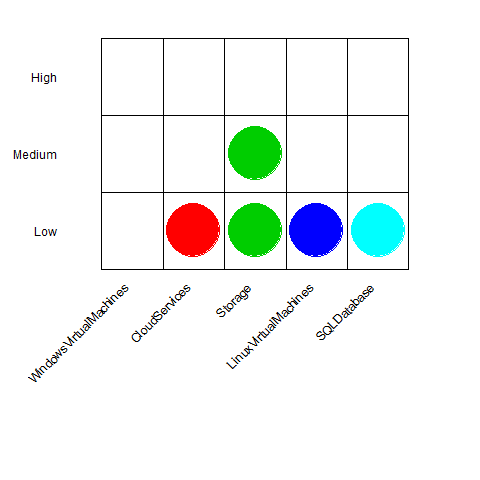 High
Medium
Low
WindowsVirtualMachines
CloudServices
Storage
LinuxVirtualMachines
SQLDatabase